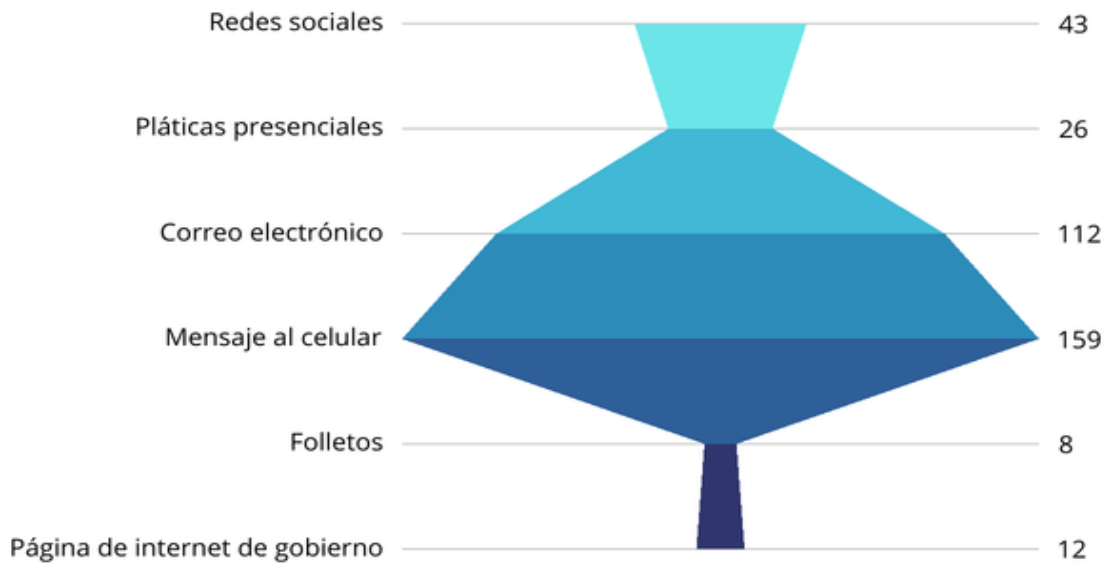 Redes sociales 43
Pláticas presenciales 26
Correo electrónico 112
Mensaje al celular 159
Folletos 8
Página de internet de gobierno 12